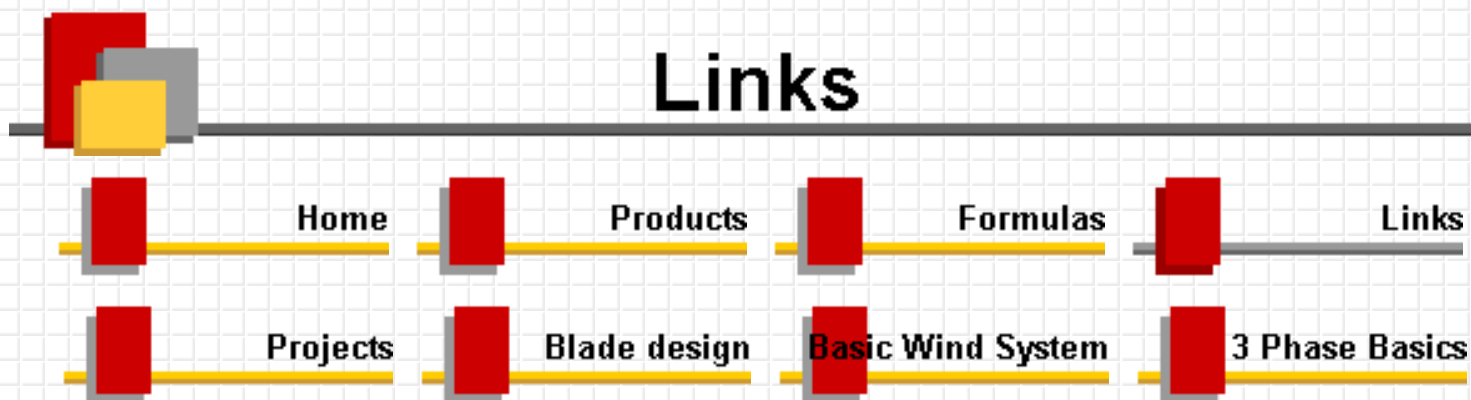 Links
Home Products Formulas Links
Projects Blade design Basic Wind System 3 Phase Basics